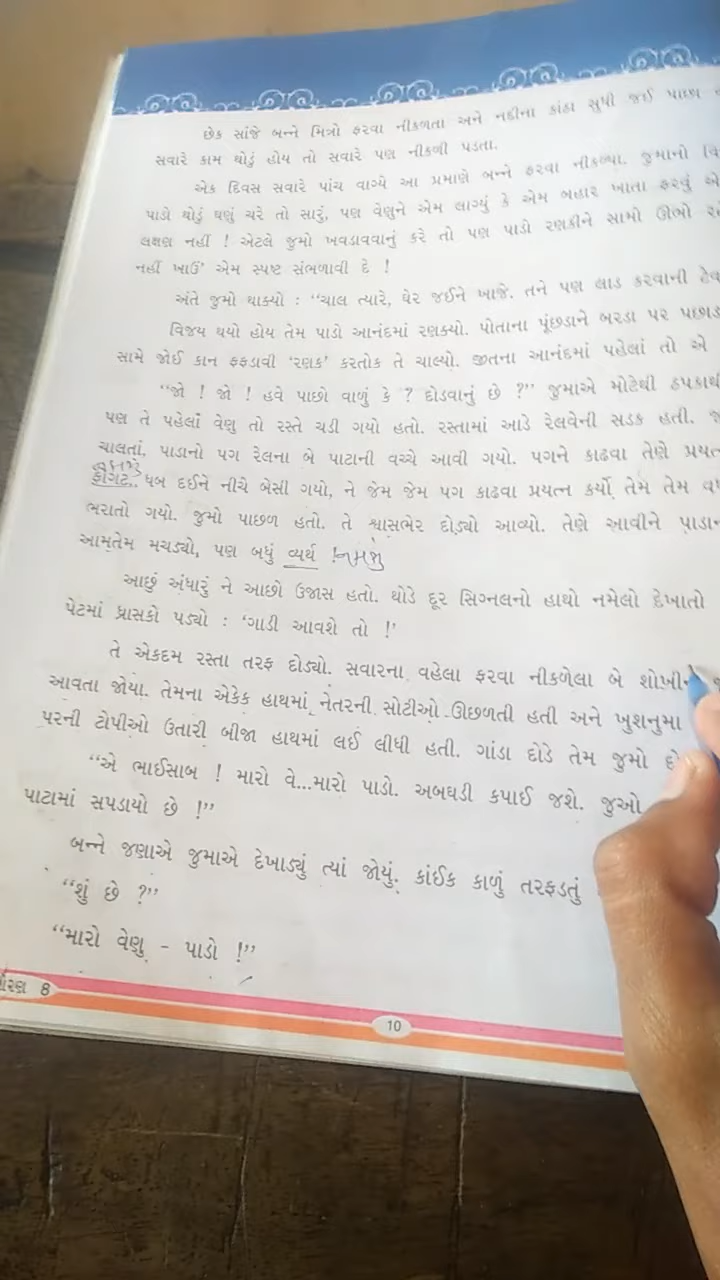 છેક સાંજે બન્ને મિત્રો ફરવા નીકળતા અને નદીના કાંઠા સુધી જઈ પાછા
સવારે કામ થોડું હોય તો સવારે પણ નીકળી પડતા.
એક દિવસ સવારે પાંચ વાગ્યે આ પ્રમાણે બન્ને ફરવા નીકળ્યા. જુમાનો
પાડો થોડું ઘણું ચરે તો સારું, પણ વેણુને એમ લાગ્યું કે એમ બહાર ખાતા ફરવું એ
લક્ષણ નહીં ! એટલે જુમો ખવડાવવાનું કરે તો પણ પાડો રણકીને સામો ઊભો
નહીં ખાઉં' એમ સ્પષ્ટ સંભળાવી દે !
અંતે જુમો થાક્યો : “ચાલ ત્યારે, ઘેર જઈને ખાજે. તને પણ લાડ કરવાની ટેવ
વિજય થયો હોય તેમ પાડો આનંદમાં રણક્યો. પોતાના પૂંછડાને બરડા પર પછાડ
સામે જોઈ કાન ફફડાવી 'રણક' કરતોક તે ચાલ્યો. જીતના આનંદમાં પહેલાં તો એ
“જો ! જો ! હવે પાછો વાળું કે ? દોડવાનું છે ?” જુમાએ મોટેથી ઠપકાથી
પણ તે પહેલાં વેણુ તો રસ્તે ચડી ગયો હતો. રસ્તામાં આડે રેલવેની સડક હતી.
ચાલતાં, પાડાનો પગ રેલના બે પાટાની વચ્ચે આવી ગયો. પગને કાઢવા તેણે પ્રયત્ન
ફોગટ. ધબ દઈને નીચે બેસી ગયો, ને જેમ જેમ પગ કાઢવા પ્રયત્ન કર્યો તેમ તેમ
ભરાતો ગયો. જુમો પાછળ હતો. તે શ્વાસભેર દોડ્યો આવ્યો. તેણે આવીને પાડાન
આમતેમ મચડ્યો, પણ બધું વ્યર્થ !
આછું અંધારું ને આછો ઉજાસ હતો. થોડે દૂર સિગ્નલનો હાથો નમેલો દેખાતો
પેટમાં ધ્રાસકો પડ્યો : 'ગાડી આવશે તો !'
તે એકદમ રસ્તા તરફ દોડ્યો. સવારના વહેલા ફરવા નીકળેલા બે શોખીન
આવતા જોયા. તેમના એકેક હાથમાં નેતરની સોટીઓ ઊછળતી હતી અને ખુશનુમા
પરની ટોપીઓ ઉતારી બીજા હાથમાં લઈ લીધી હતી. ગાંડા દોડે તેમ જુમો
“એ ભાઈસાબ ! મારો વે...મારો પાડો. અબઘડી કપાઈ જશે. જુઓ
પાટામાં સપડાયો છે !”
બન્ને જણાએ જુમાએ દેખાડ્યું ત્યાં જોયું. કાંઈક કાળું તરફડતું
“શું છે ?”
“મારો વેણુ - પાડો !”
ધોરણ 8
10